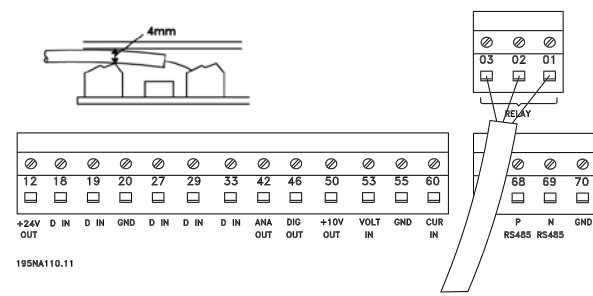 4mm
03 02 01
RELAY
12 18 19 20 27 29 33 42 46 50 53 55 60
+24V OUT D IN D IN GND D IN D IN D IN ANA OUT DIG OUT +10V OUT VOLT IN GND CUR IN
68 69 70
P RS485 N RS485 GND
195NA110.11